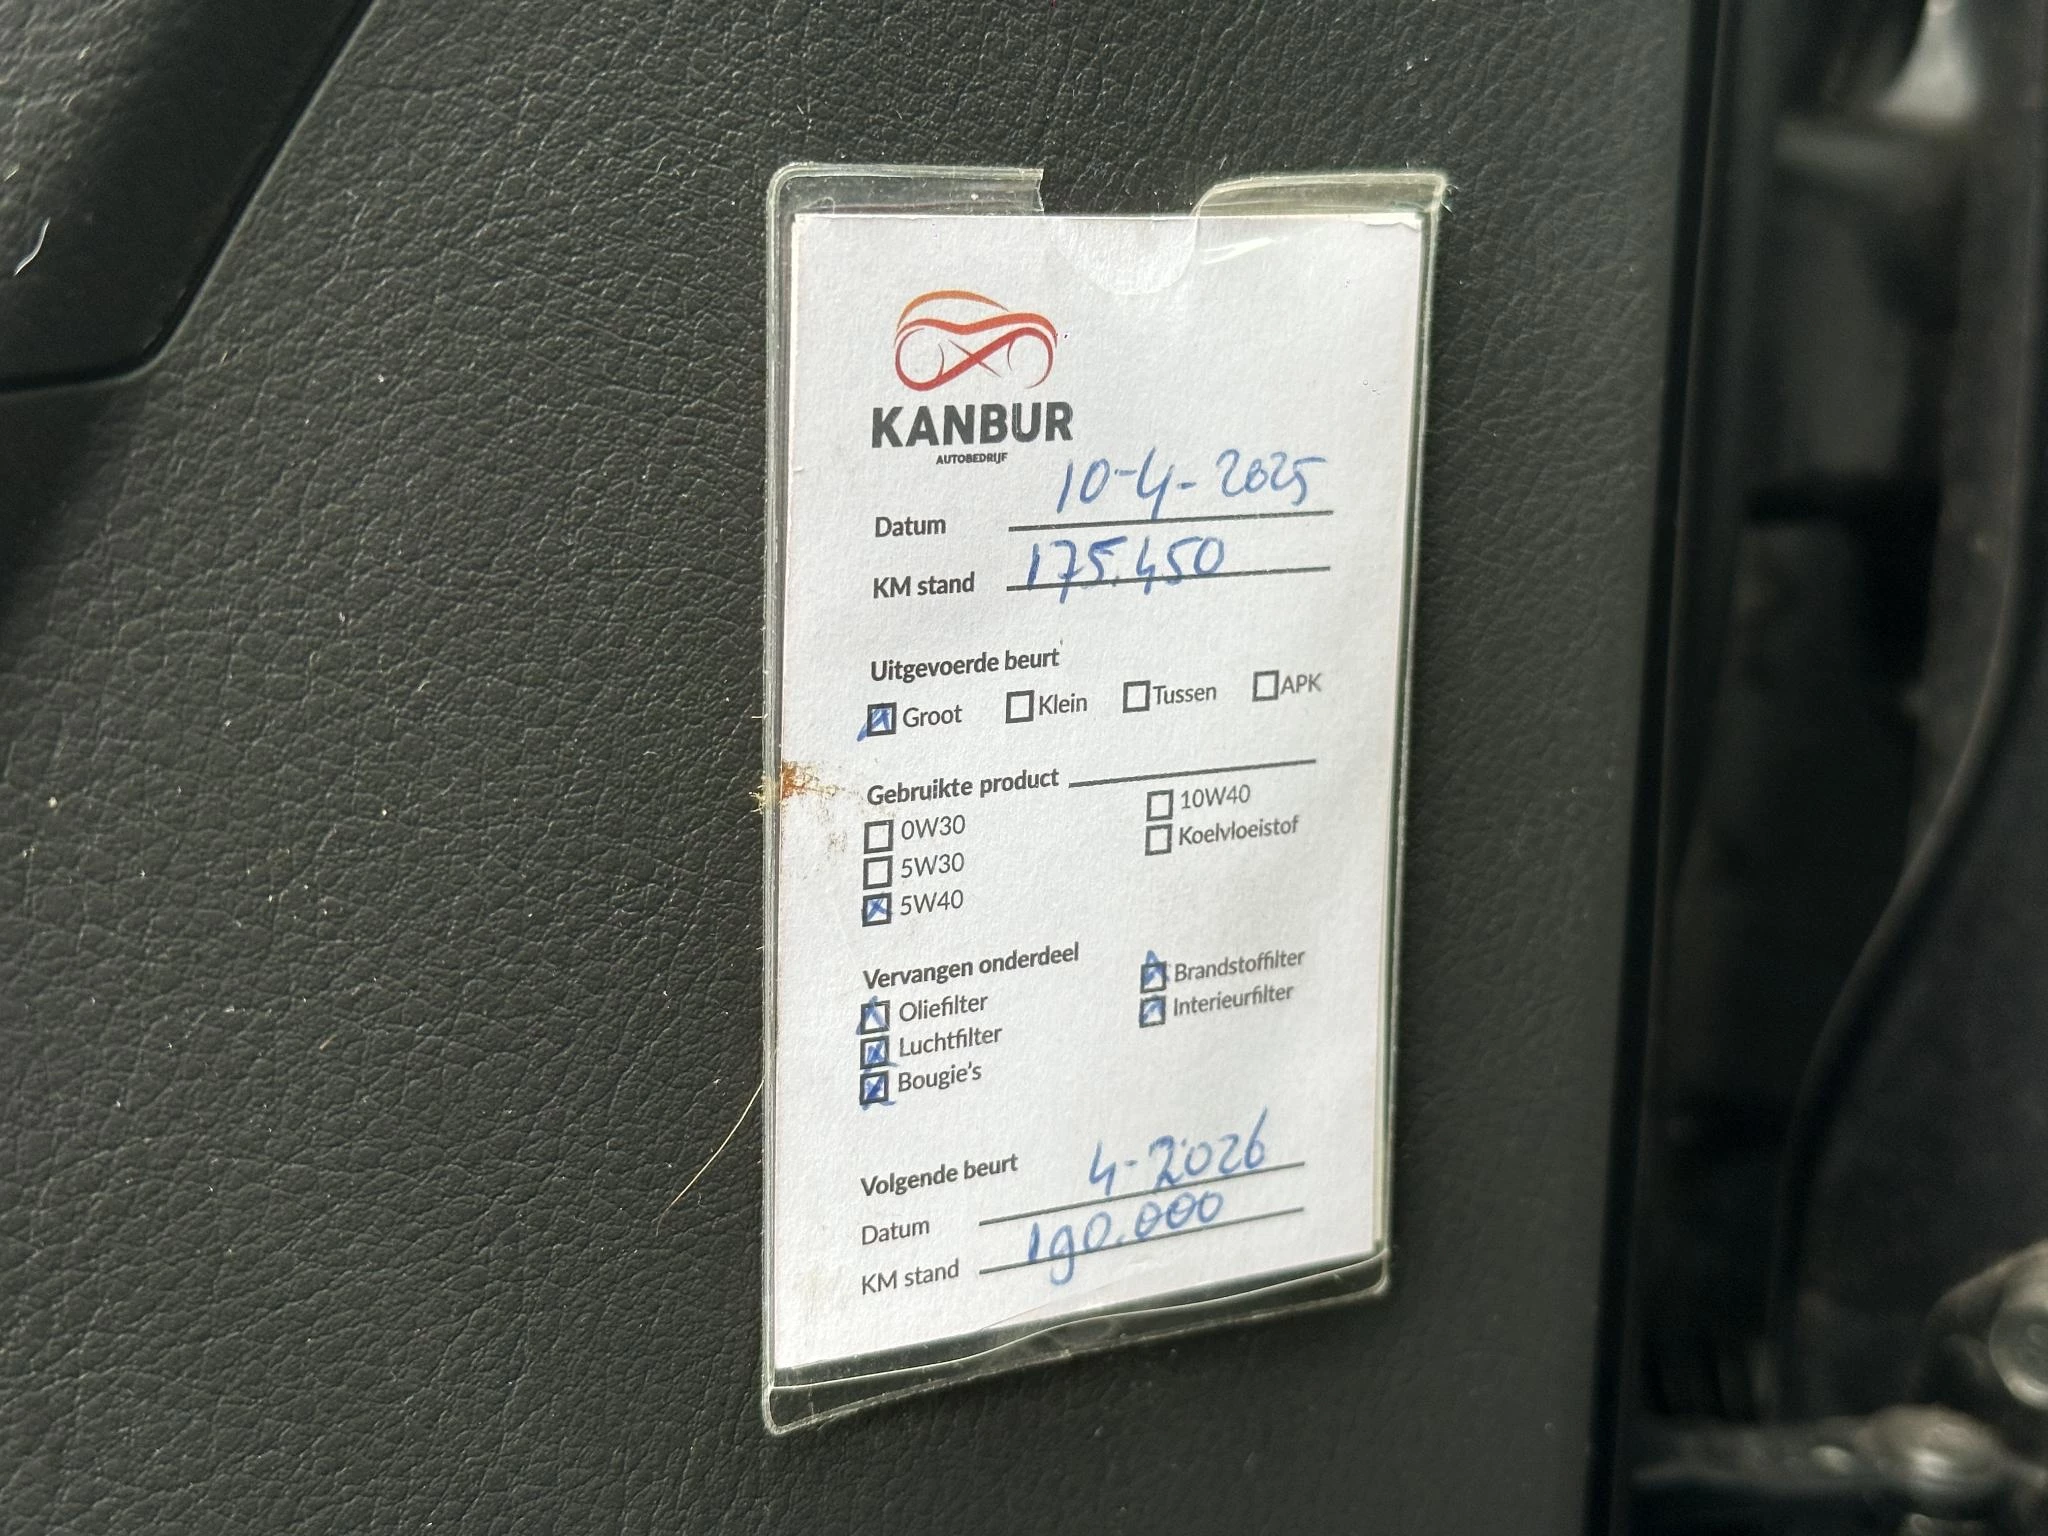 KANBUR
AUTOBEDRIJF
Datum 10-4-2025
KM stand 175.450
Uitgevoerde beurt
Groot Klein Tussen APK
Gebruikte product
0W30 10W40
5W30 Koelvloeistof
5W40
Vervangen onderdeel Brandstoffilter
Oliefilter Interieurfilter
Luchtfilter
Bougie's
Volgende beurt
Datum 4-2026
KM stand 190.000